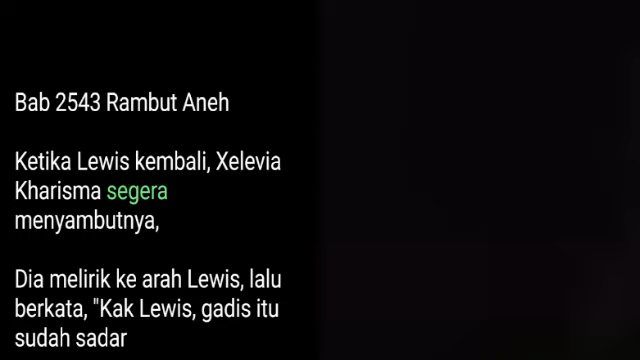 Bab 2543 Rambut Aneh
Ketika Lewis kembali, Xelevia
Kharisma segera
menyambutnya,
Dia melirik ke arah Lewis, lalu
berkata, "Kak Lewis, gadis itu
sudah sadar